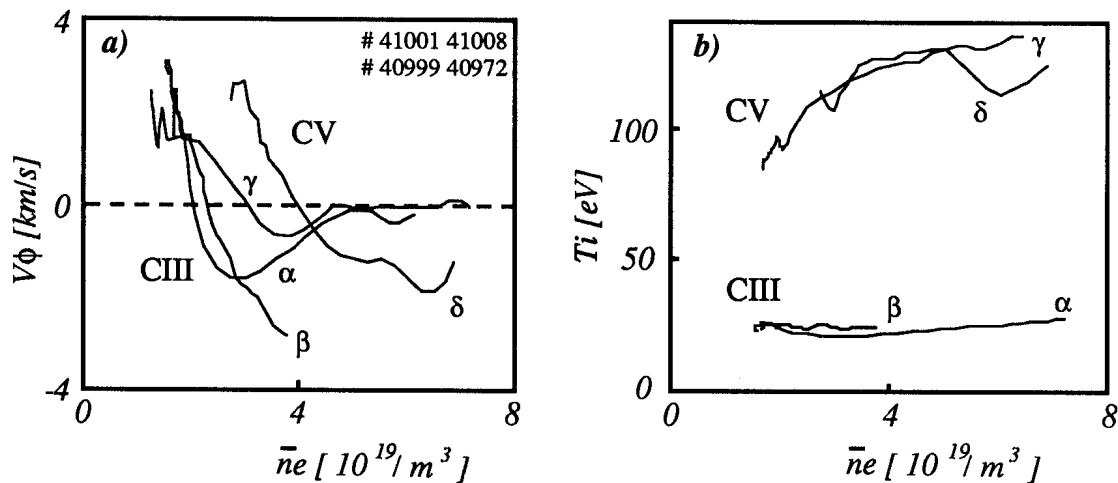 a)
# 41001 41008
# 40999 40972
4
0
-4
Vϕ [km/s]
CV
γ
CIII
α
β
δ
0 4 8
n̅e [ 10 19/ m 3 ]
b)
100
50
0
Ti [eV]
γ
δ
CV
CIII
β
α
0 4 8
n̅e [ 10 19/ m 3 ]